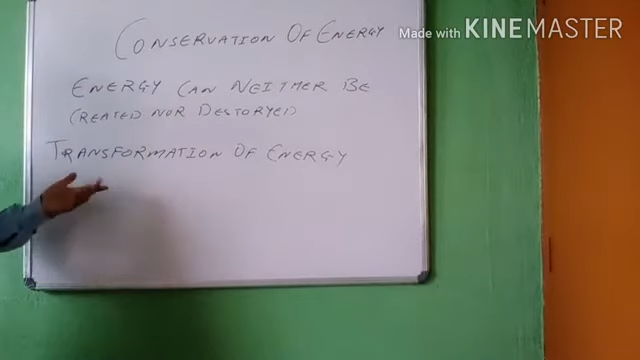 CONSERVATION OF ENERGY
Made with KINEMASTER
ENERGY CAN NEITHER BE
CREATED NOR DESTORYED
TRANSFORMATION OF ENERGY